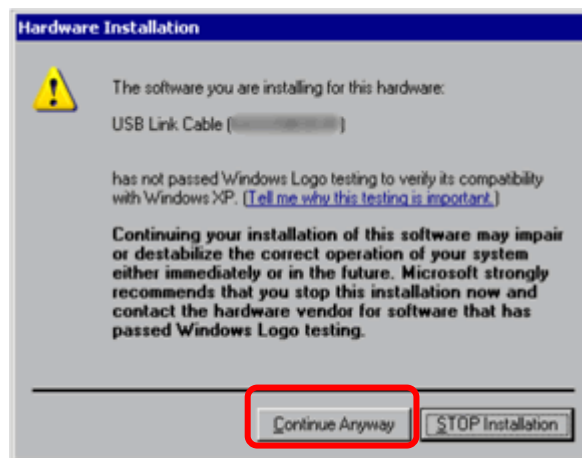 Hardware Installation
The software you are installing for this hardware:
USB Link Cable (
)
has not passed Windows Logo testing to verify its compatibility
with Windows XP. (Tell me why this testing is important.)
Continuing your installation of this software may impair
or destabilize the correct operation of your system
either immediately or in the future. Microsoft strongly
recommends that you stop this installation now and
contact the hardware vendor for software that has
passed Windows Logo testing.
Continue Anyway
STOP Installation